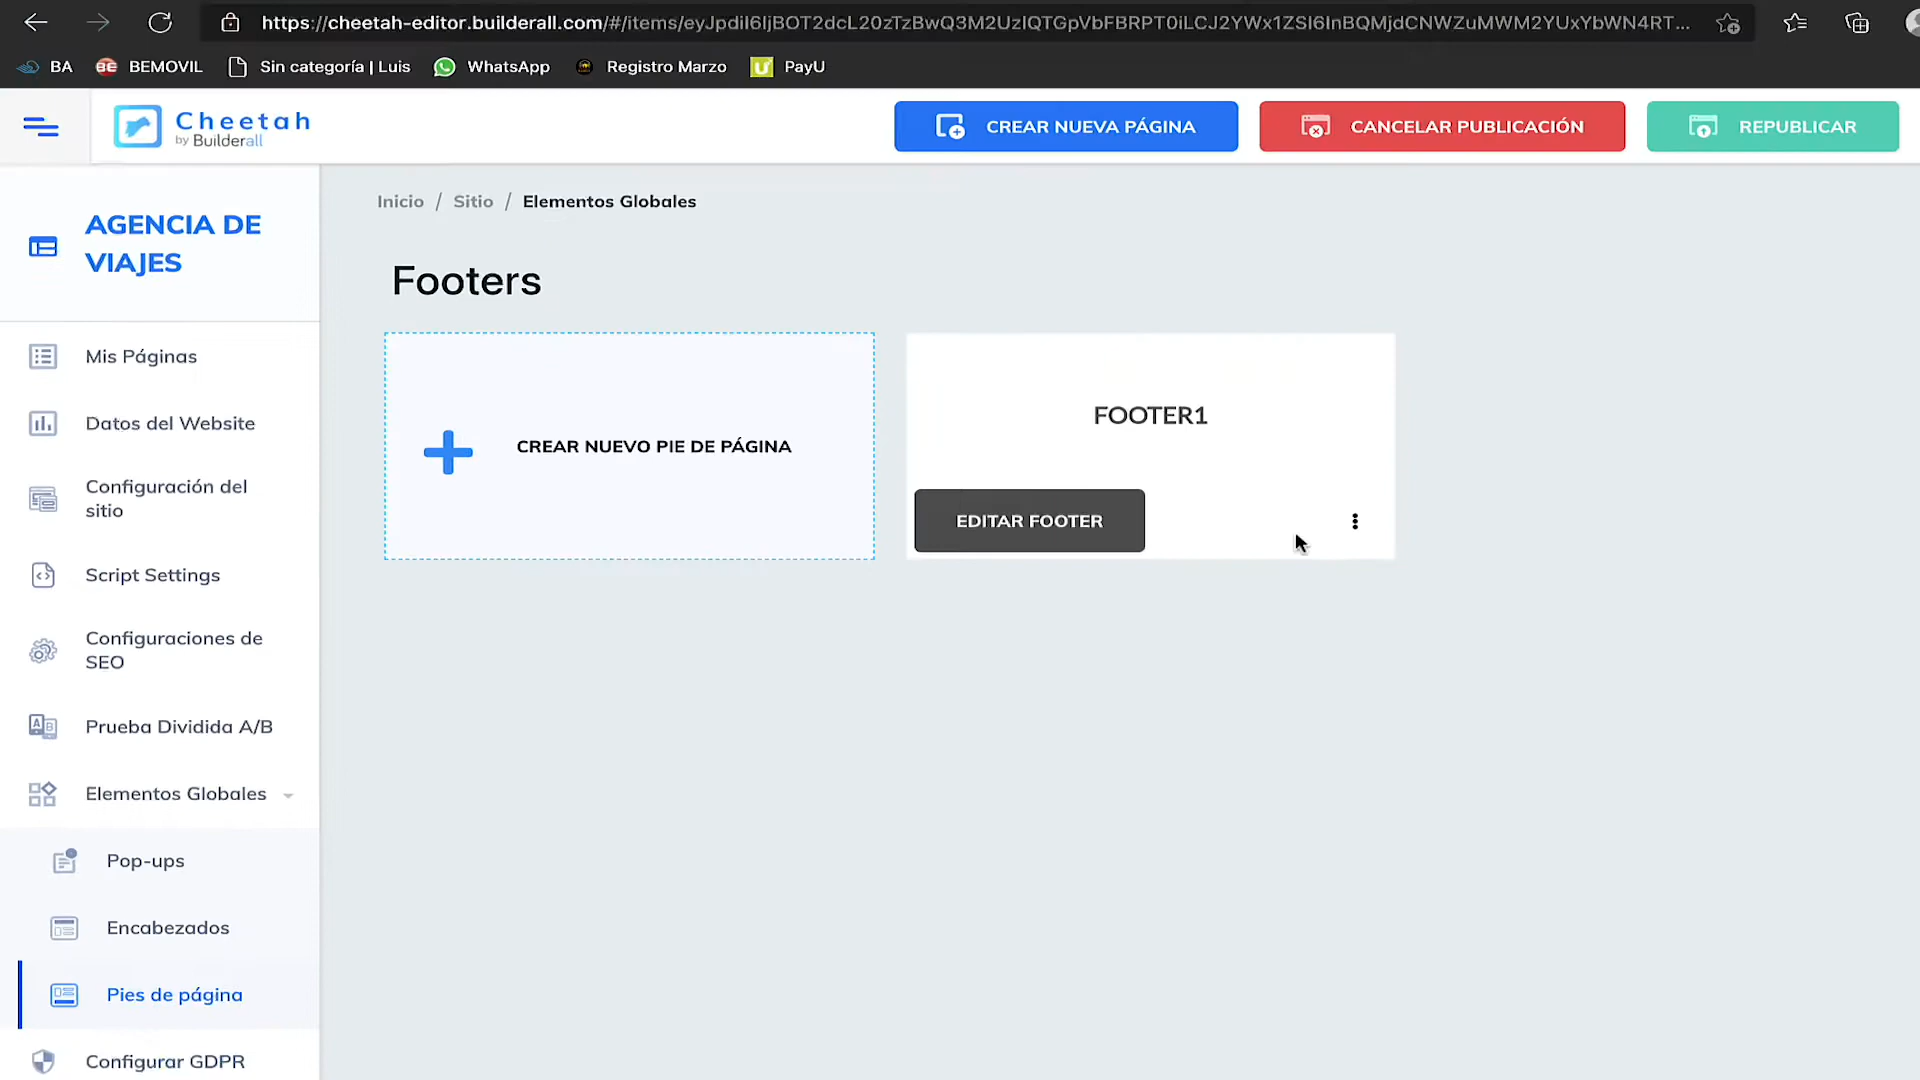 https://cheetah-editor.builderall.com/#/items/
BA
BEMOVIL
Sin categoría | Luis
WhatsApp
Registro Marzo
PayU
Cheetah
by Builderall
CREAR NUEVA PÁGINA
CANCELAR PUBLICACIÓN
REPUBLICAR
AGENCIA DE
VIAJES
Inicio / Sitio / Elementos Globales
Footers
CREAR NUEVO PIE DE PÁGINA
FOOTER1
EDITAR FOOTER
Mis Páginas
Datos del Website
Configuración del
sitio
Script Settings
Configuraciones de
SEO
Prueba Dividida A/B
Elementos Globales
Pop-ups
Encabezados
Pies de página
Configurar GDPR